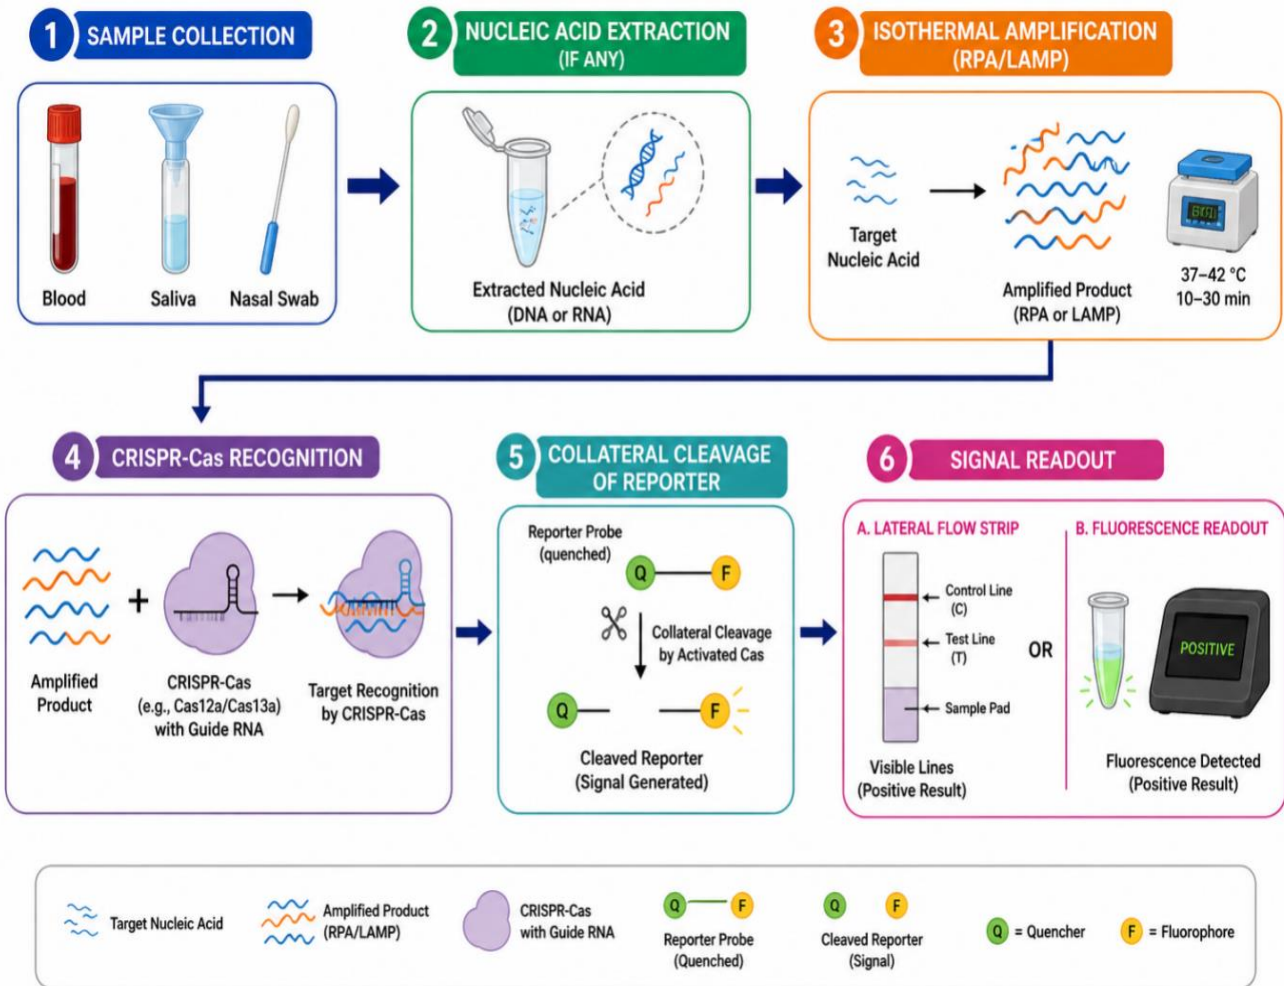 1 SAMPLE COLLECTION
Blood
Saliva
Nasal Swab
2 NUCLEIC ACID EXTRACTION
(IF ANY)
Extracted Nucleic Acid
(DNA or RNA)
3 ISOTHERMAL AMPLIFICATION
(RPA/LAMP)
Target
Nucleic Acid
Amplified Product
(RPA or LAMP)
37–42 °C
10–30 min
4 CRISPR-Cas RECOGNITION
Amplified
Product
+
CRISPR-Cas
(e.g., Cas12a/Cas13a)
with Guide RNA
Target Recognition
by CRISPR-Cas
5 COLLATERAL CLEAVAGE
OF REPORTER
Reporter Probe
(quenched)
Q F
Collateral Cleavage
by Activated Cas
Q F
Cleaved Reporter
(Signal Generated)
6 SIGNAL READOUT
A. LATERAL FLOW STRIP
Control Line
(C)
Test Line
(T)
Sample Pad
Visible Lines
(Positive Result)
OR
B. FLUORESCENCE READOUT
POSITIVE
Fluorescence Detected
(Positive Result)
Target Nucleic Acid
Amplified Product
(RPA/LAMP)
CRISPR-Cas
with Guide RNA
Q F
Reporter Probe
(Quenched)
Q F
Cleaved Reporter
(Signal)
Q = Quencher
F = Fluorophore